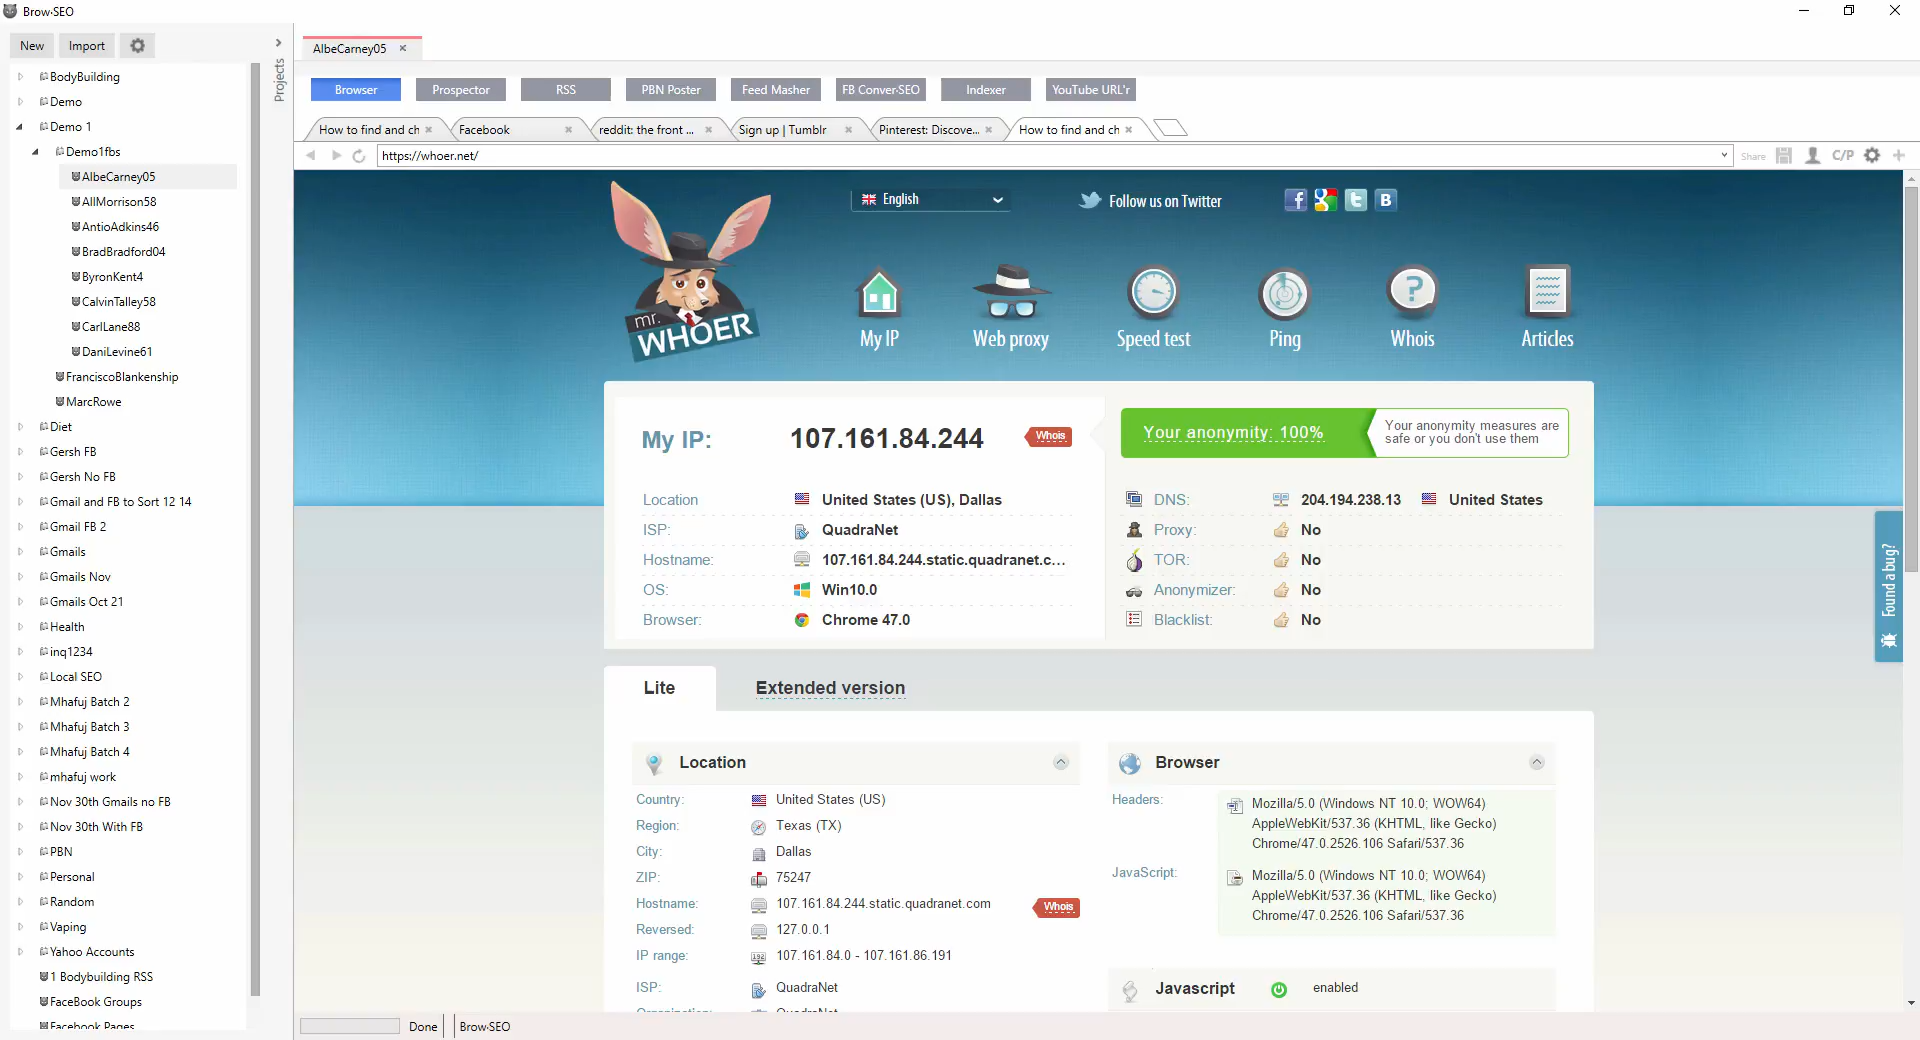 Brow·SEO
New
Import
Projects
BodyBuilding
Demo
Demo 1
Demo1fbs
AlbeCarney05
AllMorrison58
AntioAdkins46
BradBradford04
ByronKent4
CalvinTalley58
CarlLane88
DaniLevine61
FranciscoBlankenship
MarcRowe
Diet
Gersh FB
Gersh No FB
Gmail and FB to Sort 12 14
Gmail FB 2
Gmails
Gmails Nov
Gmails Oct 21
Health
inq1234
Local SEO
Mhafuj Batch 2
Mhafuj Batch 3
Mhafuj Batch 4
mhafuj work
Nov 30th Gmails no FB
Nov 30th With FB
PBN
Personal
Random
Vaping
Yahoo Accounts
1 Bodybuilding RSS
FaceBook Groups
Facebook Pages
AlbeCarney05
Browser Prospector RSS PBN Poster Feed Masher FB Conver·SEO Indexer YouTube URL'r
How to find and ch Facebook reddit: the front ... Sign up | Tumblr Pinterest: Discove... How to find and ch
https://whoer.net/
Share C/P
mr.
WHOER
English
Follow us on Twitter
f g t B
My IP Web proxy Speed test Ping Whois Articles
My IP: 107.161.84.244 Whois
Location United States (US), Dallas
ISP: QuadraNet
Hostname: 107.161.84.244.static.quadranet.c...
OS: Win10.0
Browser: Chrome 47.0
Your anonymity: 100%
Your anonymity measures are
safe or you don't use them
DNS: 204.194.238.13 United States
Proxy: No
TOR: No
Anonymizer: No
Blacklist: No
Found a bug?
Lite Extended version
Location
Country: United States (US)
Region: Texas (TX)
City: Dallas
ZIP: 75247
Hostname: 107.161.84.244.static.quadranet.com Whois
Reversed: 127.0.0.1
IP range: 107.161.84.0 - 107.161.86.191
ISP: QuadraNet
Browser
Headers: Mozilla/5.0 (Windows NT 10.0; WOW64)
AppleWebKit/537.36 (KHTML, like Gecko)
Chrome/47.0.2526.106 Safari/537.36
JavaScript: Mozilla/5.0 (Windows NT 10.0; WOW64)
AppleWebKit/537.36 (KHTML, like Gecko)
Chrome/47.0.2526.106 Safari/537.36
Javascript enabled
Done Brow·SEO